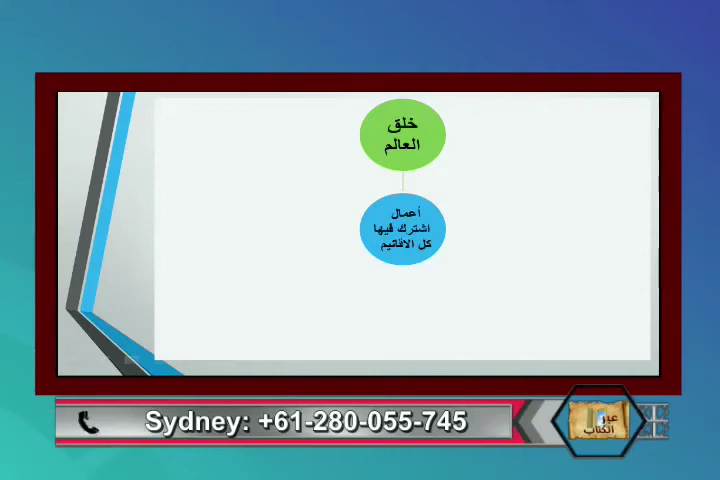 خلق
العالم
أعمال
اشترك فيها
كل الاقانيم
Sydney: +61-280-055-745
عبر
الكتاب